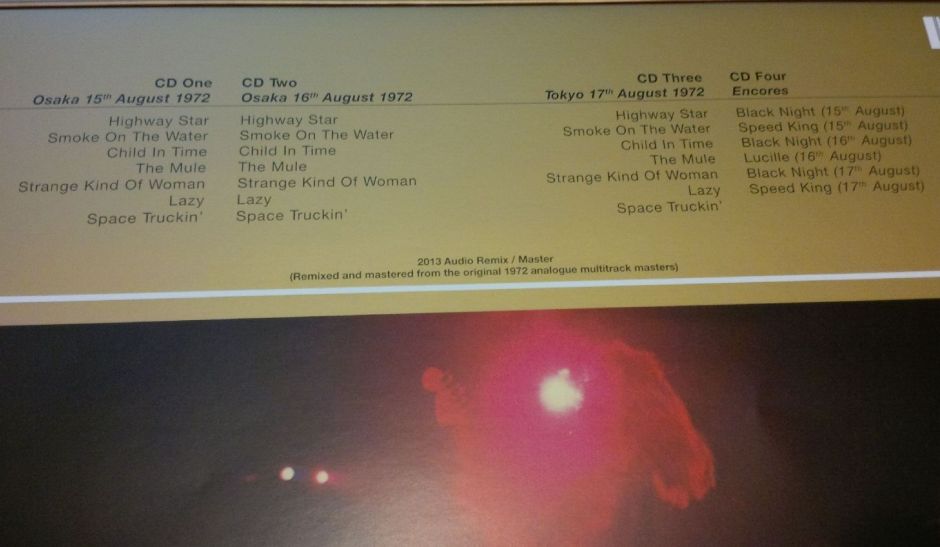 CD One
Osaka 15th August 1972
Highway Star
Smoke On The Water
Child In Time
The Mule
Strange Kind Of Woman
Lazy
Space Truckin'
CD Two
Osaka 16th August 1972
Highway Star
Smoke On The Water
Child In Time
The Mule
Strange Kind Of Woman
Lazy
Space Truckin'
CD Three
Tokyo 17th August 1972
Highway Star
Smoke On The Water
Child In Time
The Mule
Strange Kind Of Woman
Lazy
Space Truckin'
CD Four
Encores
Black Night (15th August)
Speed King (15th August)
Black Night (16th August)
Lucille (16th August)
Black Night (17th August)
Speed King (17th August)
2013 Audio Remix / Master
(Remixed and mastered from the original 1972 analogue multitrack masters)